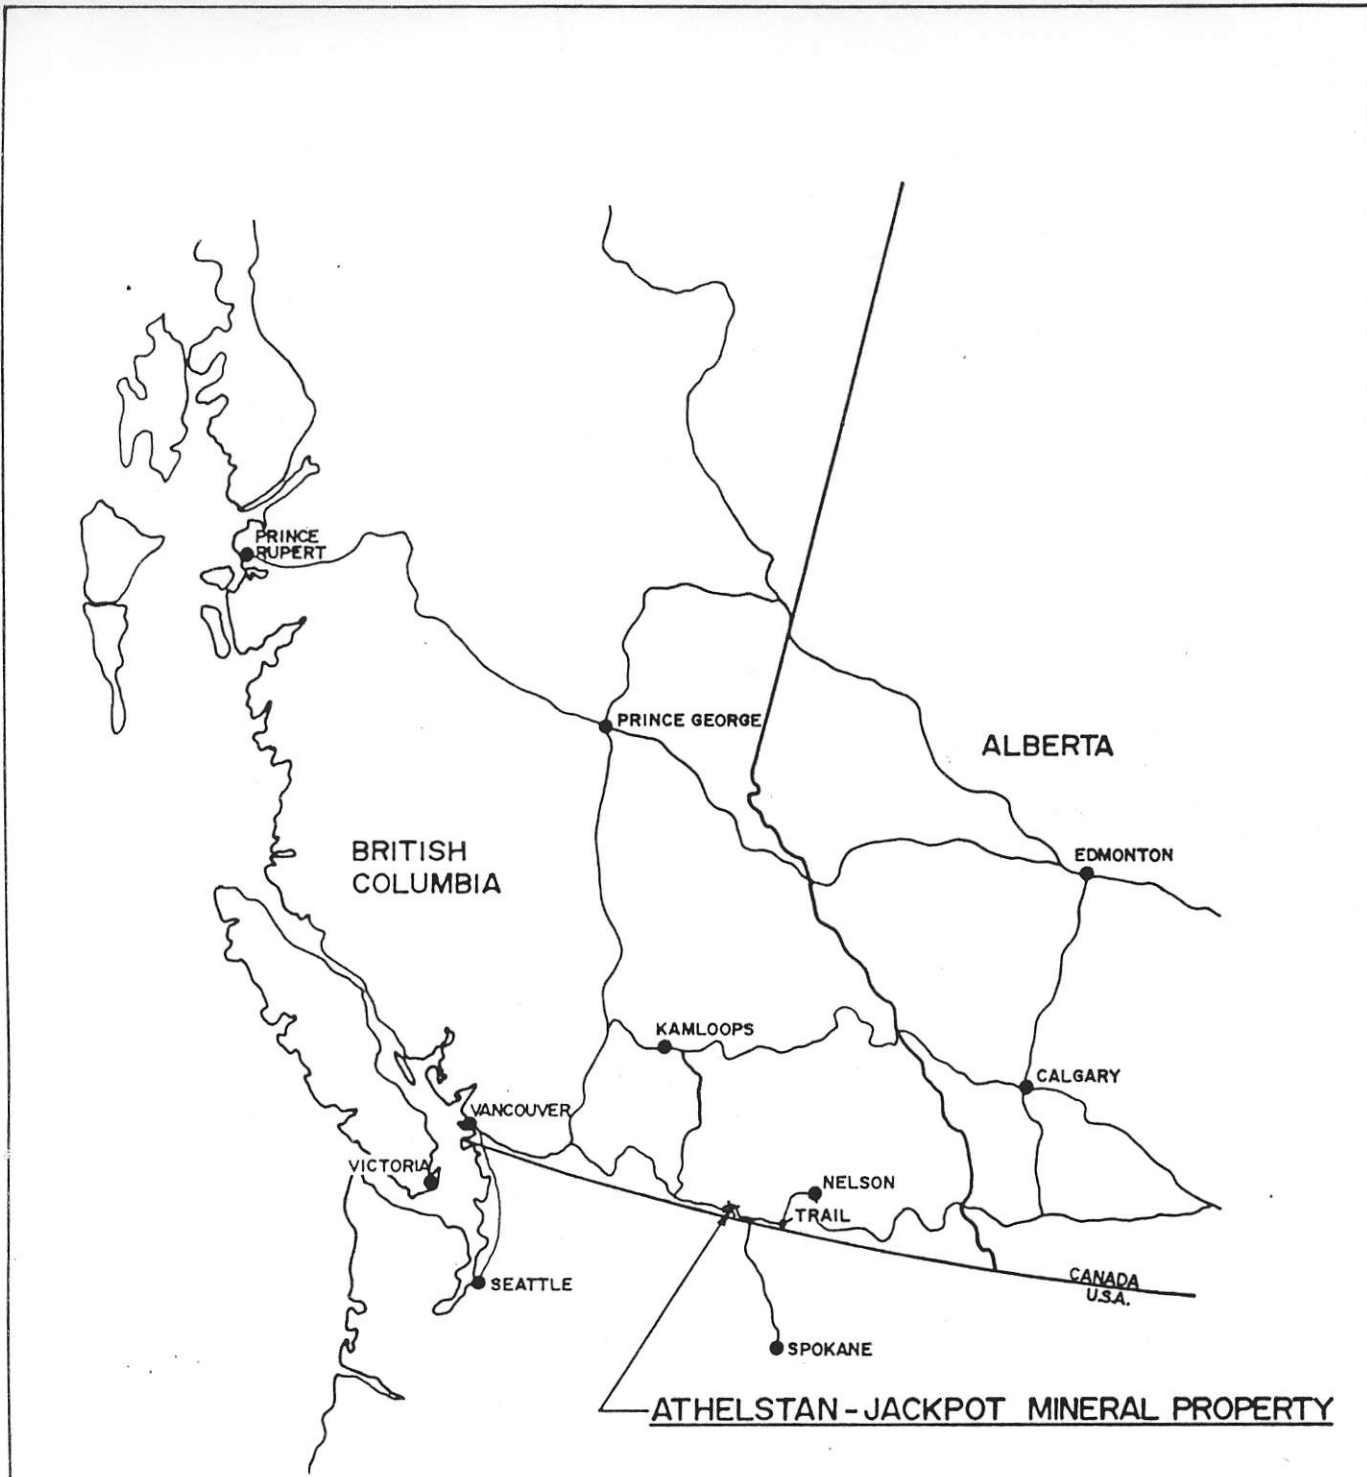 PRINCE
RUPERT
PRINCE GEORGE
ALBERTA
BRITISH
COLUMBIA
EDMONTON
KAMLOOPS
CALGARY
VANCOUVER
VICTORIA
NELSON
TRAIL
CANADA
U.S.A.
SEATTLE
SPOKANE
ATHELSTAN-JACKPOT MINERAL PROPERTY